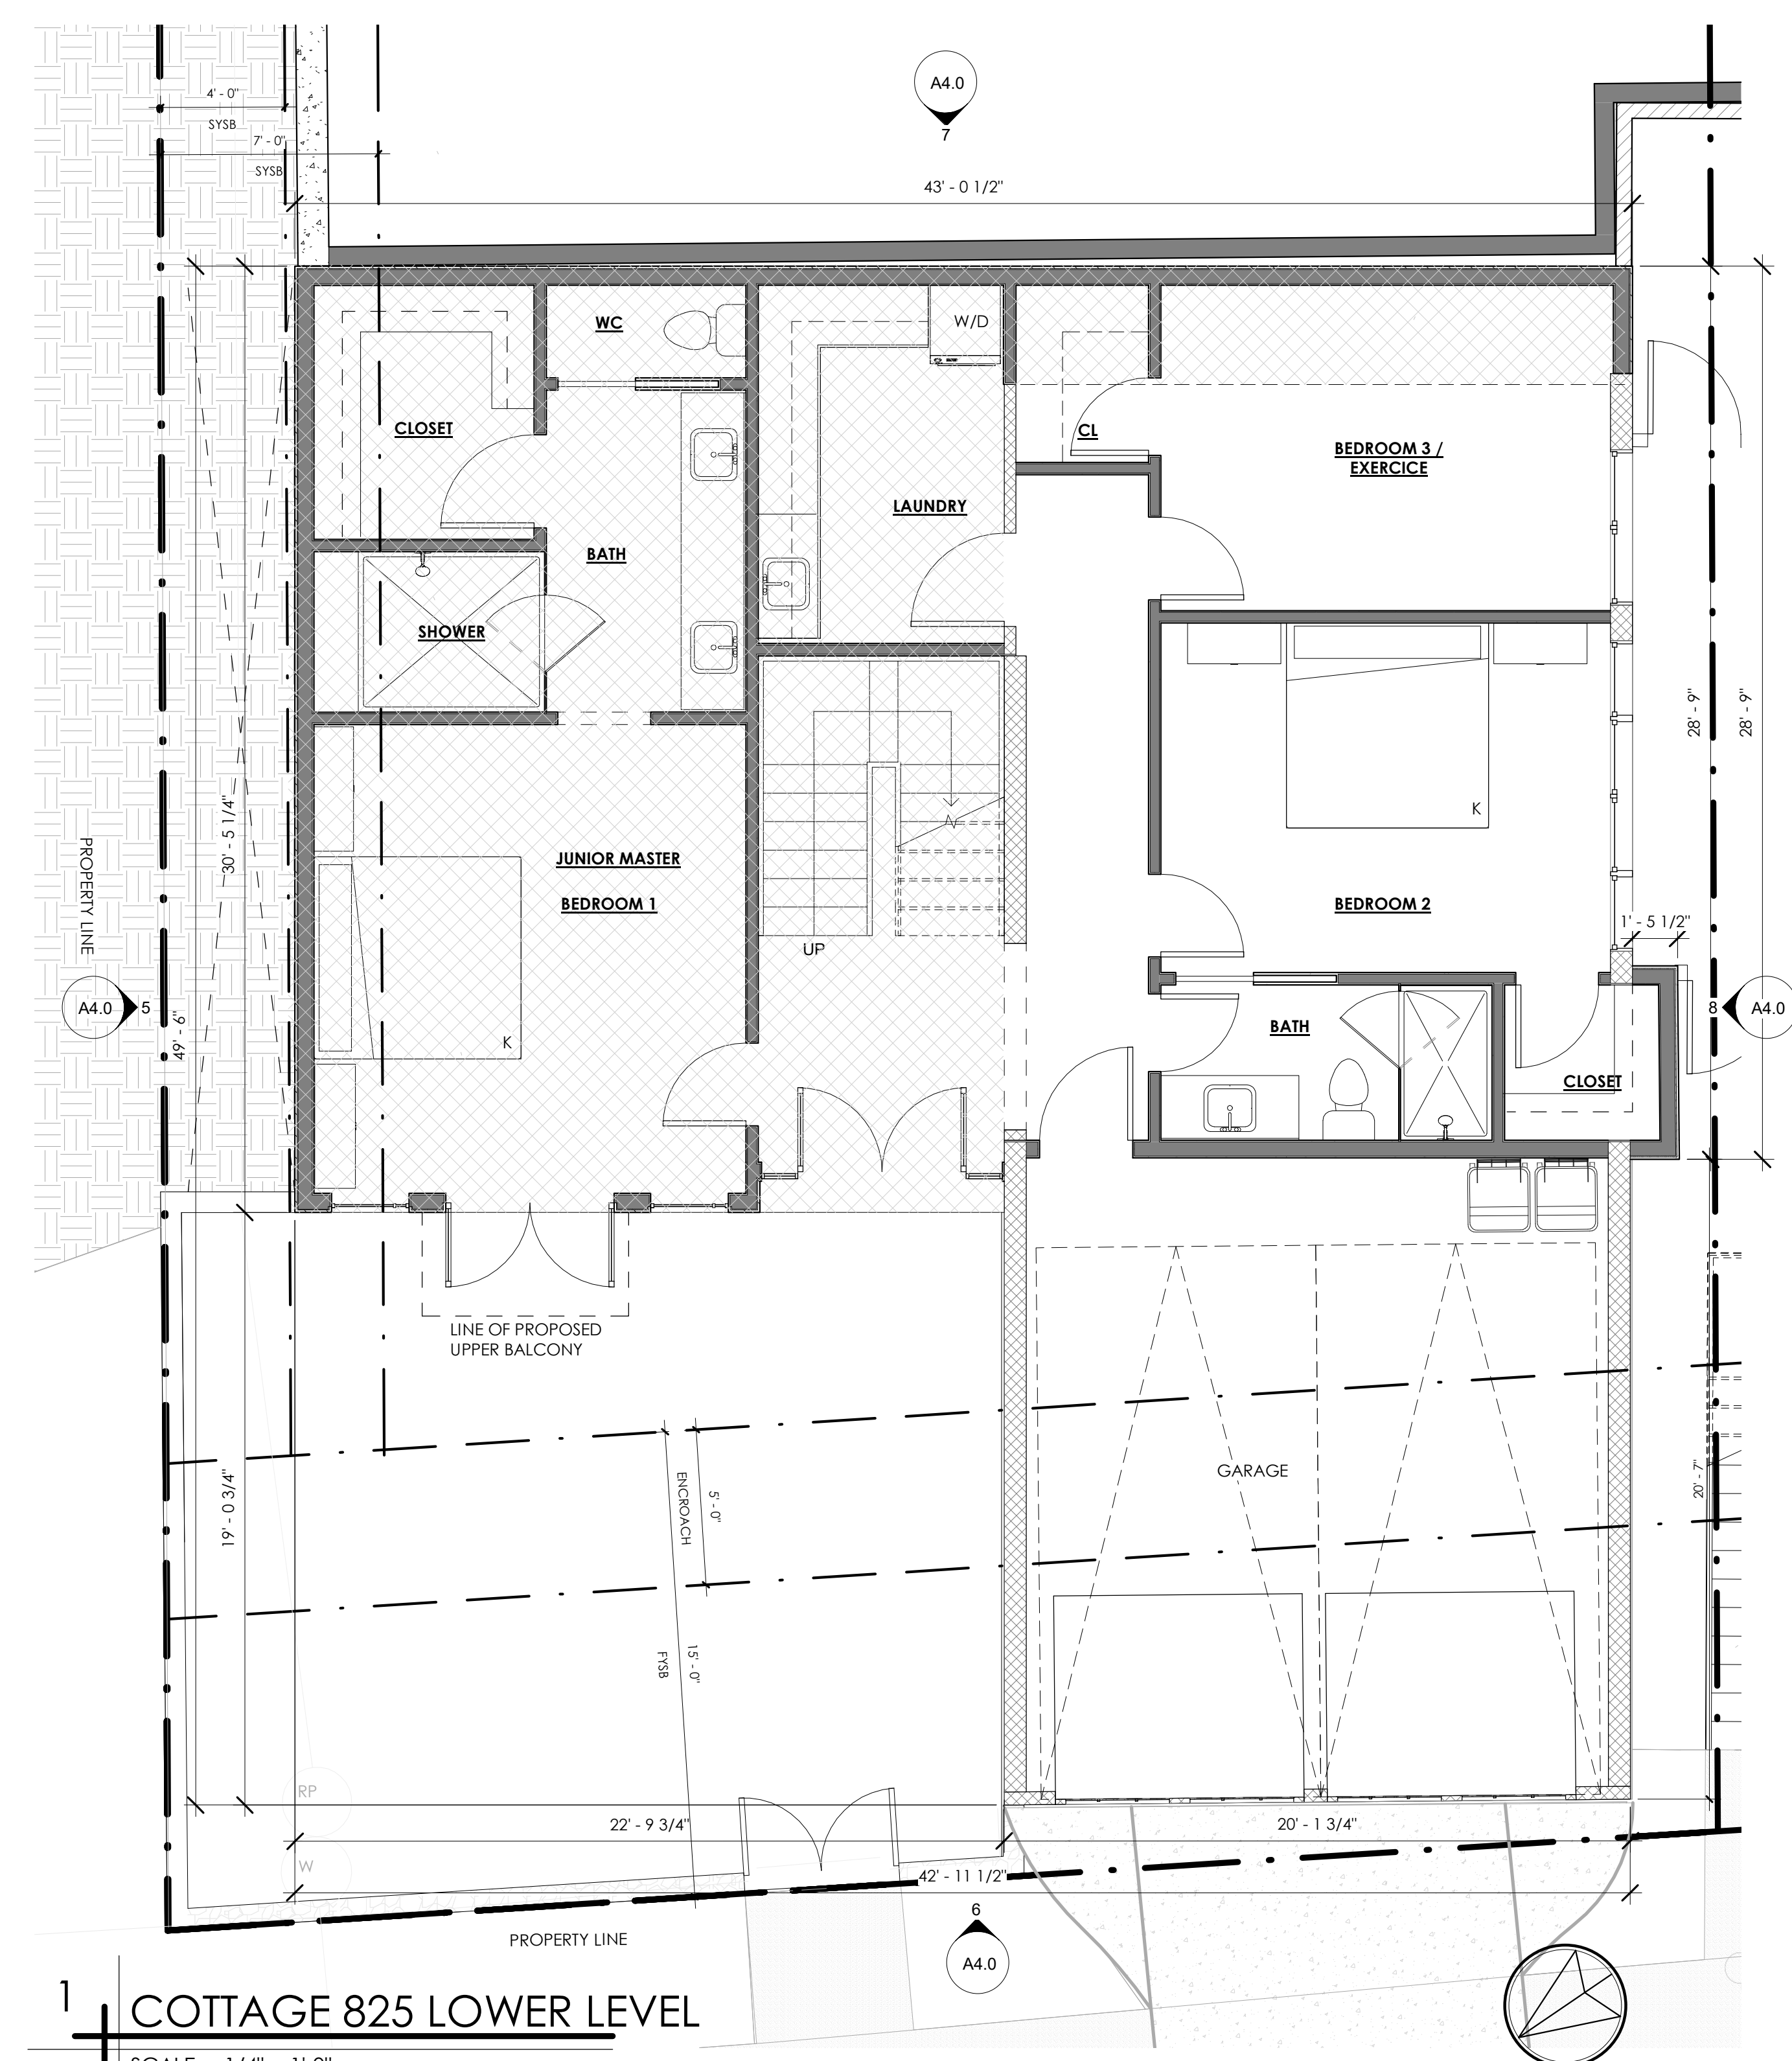 4' - 0"
SYSB
7' - 0"
SYSB
A4.0
7
43' - 0 1/2"
WC
W/D
CLOSET
CL
BEDROOM 3 /
EXERCICE
LAUNDRY
BATH
SHOWER
28' - 9"
28' - 9"
30' - 5 1/4"
PROPERTY LINE
JUNIOR MASTER
BEDROOM 1
K
BEDROOM 2
1' - 5 1/2"
UP
A4.0
5
49' - 6"
K
BATH
8
A4.0
CLOSET
LINE OF PROPOSED
UPPER BALCONY
19' - 0 3/4"
ENCROACH
5' - 0"
GARAGE
20' - 7"
FYSB
15' - 0"
RP
22' - 9 3/4"
20' - 1 3/4"
W
42' - 11 1/2"
6
A4.0
PROPERTY LINE
1
COTTAGE 825 LOWER LEVEL